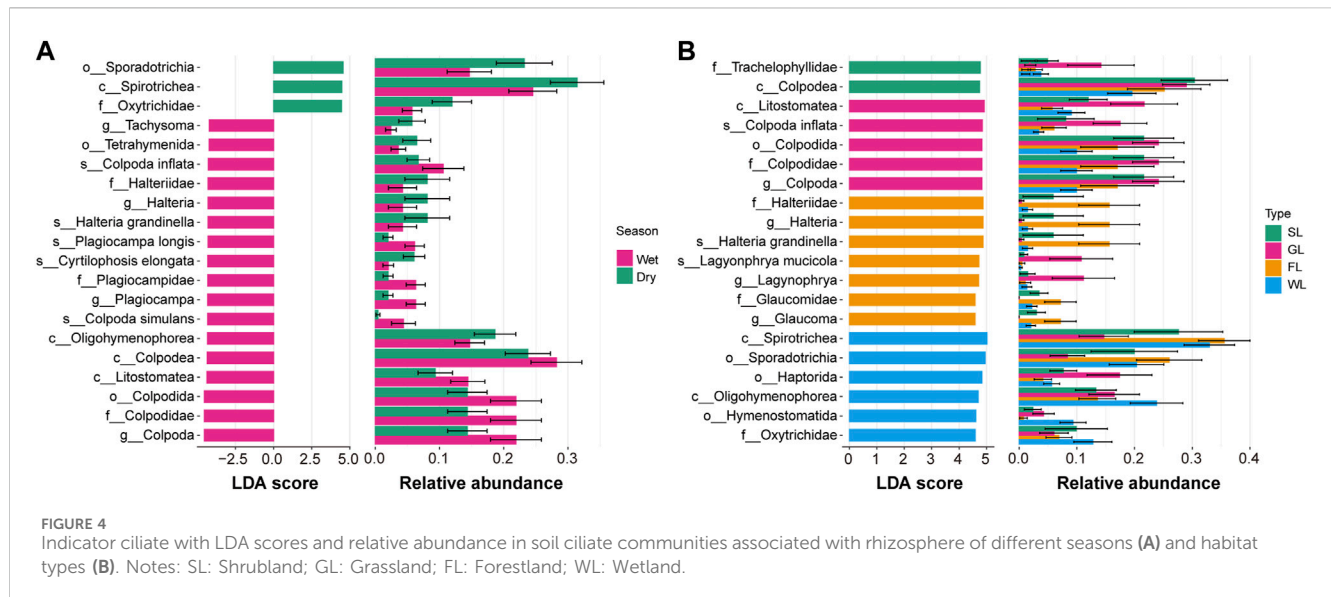 A
o__Sporadotrichia
c__Spirotrichea
f__Oxytrichidae
g__Tachysoma
o__Tetrahymenida
s__Colpoda inflata
f__Halteriidae
g__Halteria
s__Halteria grandinella
s__Plagiocampa longis
s__Cyrtilophosis elongata
f__Plagiocampidae
g__Plagiocampa
s__Colpoda simulans
c__Oligohymenophorea
c__Colpodea
c__Litostomatea
o__Colpodida
f__Colpodidae
g__Colpoda
−2.5 0.0 2.5 5.0
LDA score
0.0 0.1 0.2 0.3
Relative abundance
Season
Wet
Dry
B
f__Trachelophyllidae
c__Colpodea
c__Litostomatea
s__Colpoda inflata
o__Colpodida
f__Colpodidae
g__Colpoda
f__Halteriidae
g__Halteria
s__Halteria grandinella
s__Lagyonphrya mucicola
g__Lagynophrya
f__Glaucomidae
g__Glaucoma
c__Spirotrichea
o__Sporadotrichia
o__Haptorida
c__Oligohymenophorea
o__Hymenostomatida
f__Oxytrichidae
0 1 2 3 4 5
LDA score
0.0 0.1 0.2 0.3 0.4
Relative abundance
Type
SL
GL
FL
WL
FIGURE 4
Indicator ciliate with LDA scores and relative abundance in soil ciliate communities associated with rhizosphere of different seasons (A) and habitat
types (B). Notes: SL: Shrubland; GL: Grassland; FL: Forestland; WL: Wetland.